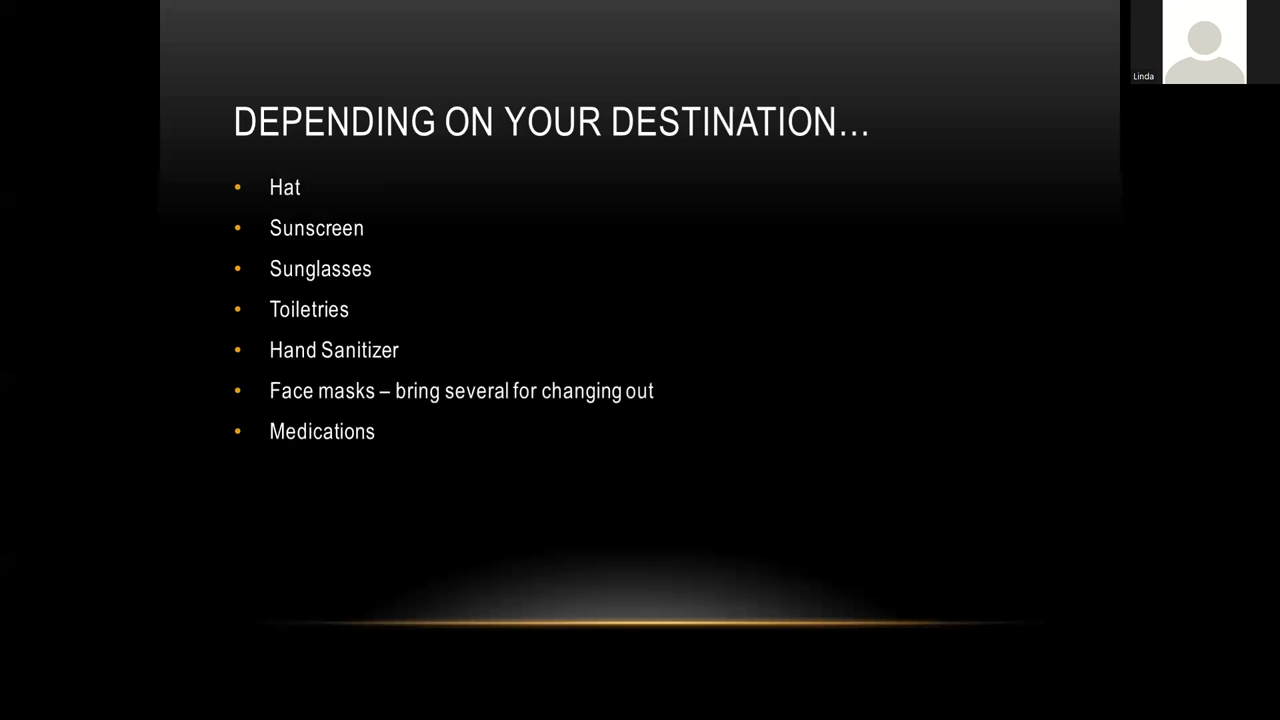 DEPENDING ON YOUR DESTINATION...
• Hat
• Sunscreen
• Sunglasses
• Toiletries
• Hand Sanitizer
• Face masks – bring several for changing out
• Medications
Linda